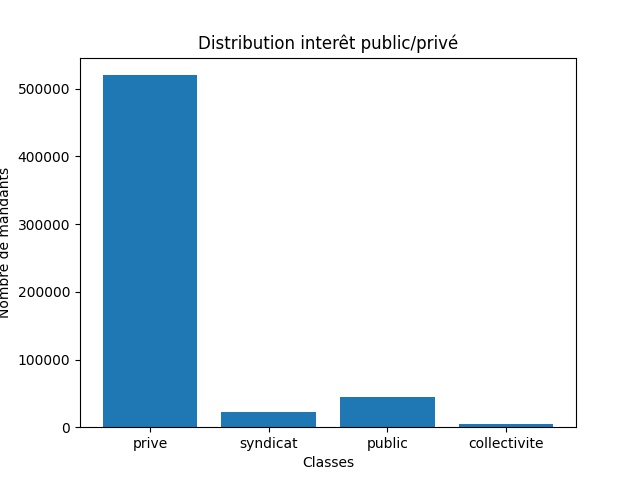 Distribution interêt public/privé
500000
400000
300000
200000
100000
0
Nombre de mandants
prive syndicat public collectivite
Classes